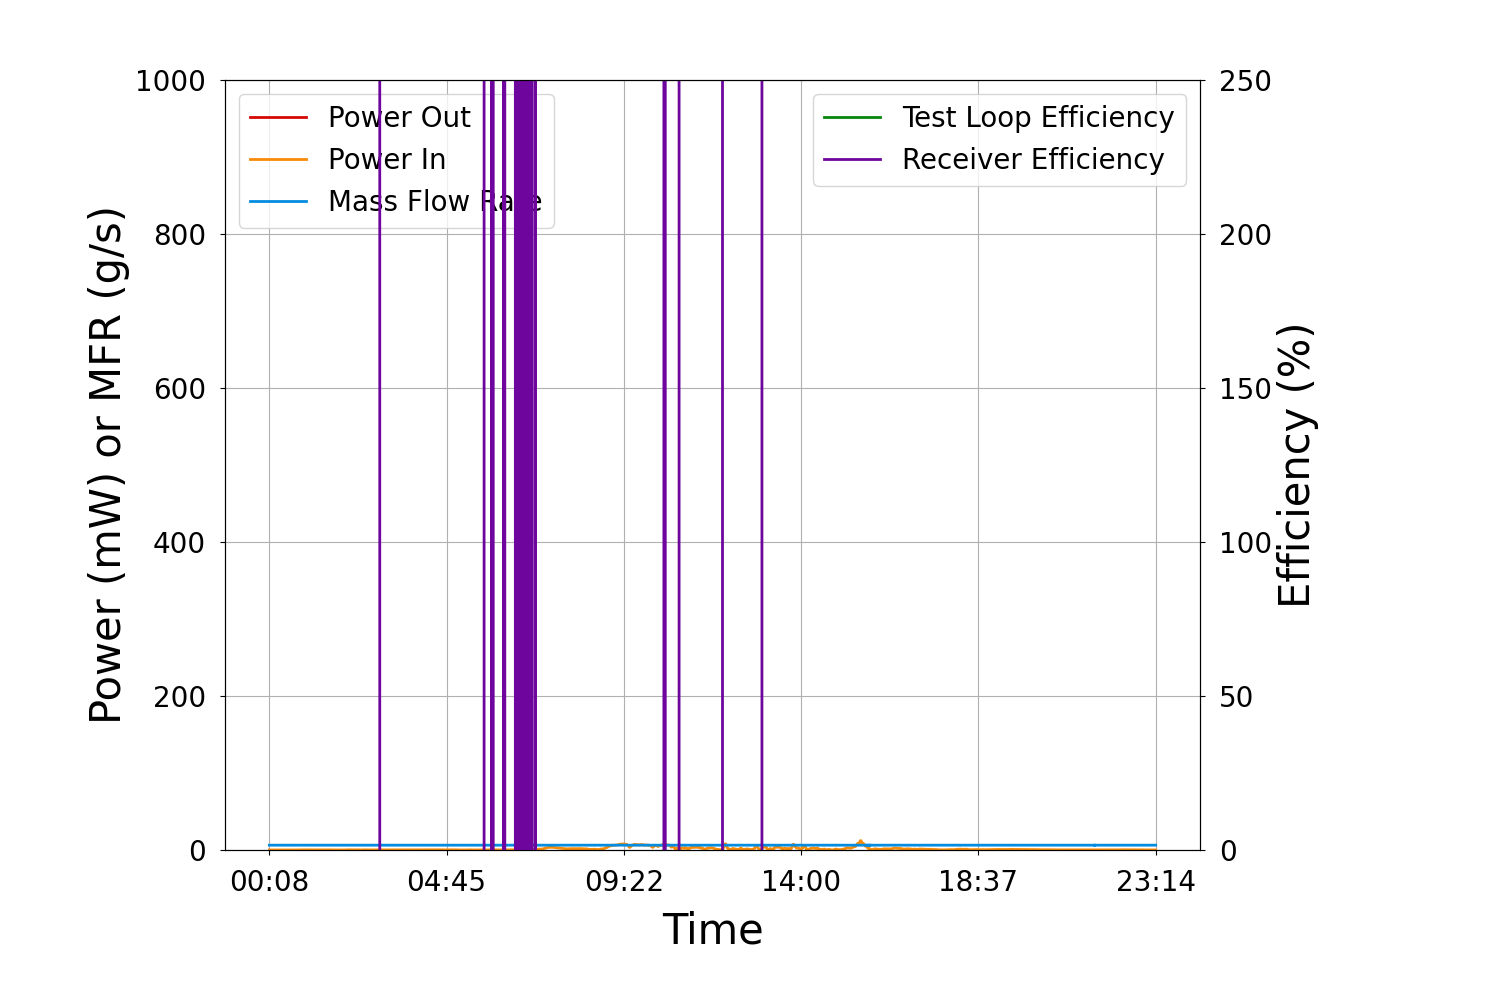 1000
800
600
400
200
0
Power (mW) or MFR (g/s)
Power Out
Power In
Mass Flow Rate
Test Loop Efficiency
Receiver Efficiency
250
200
150
100
50
0
Efficiency (%)
00:08 04:45 09:22 14:00 18:37 23:14
Time